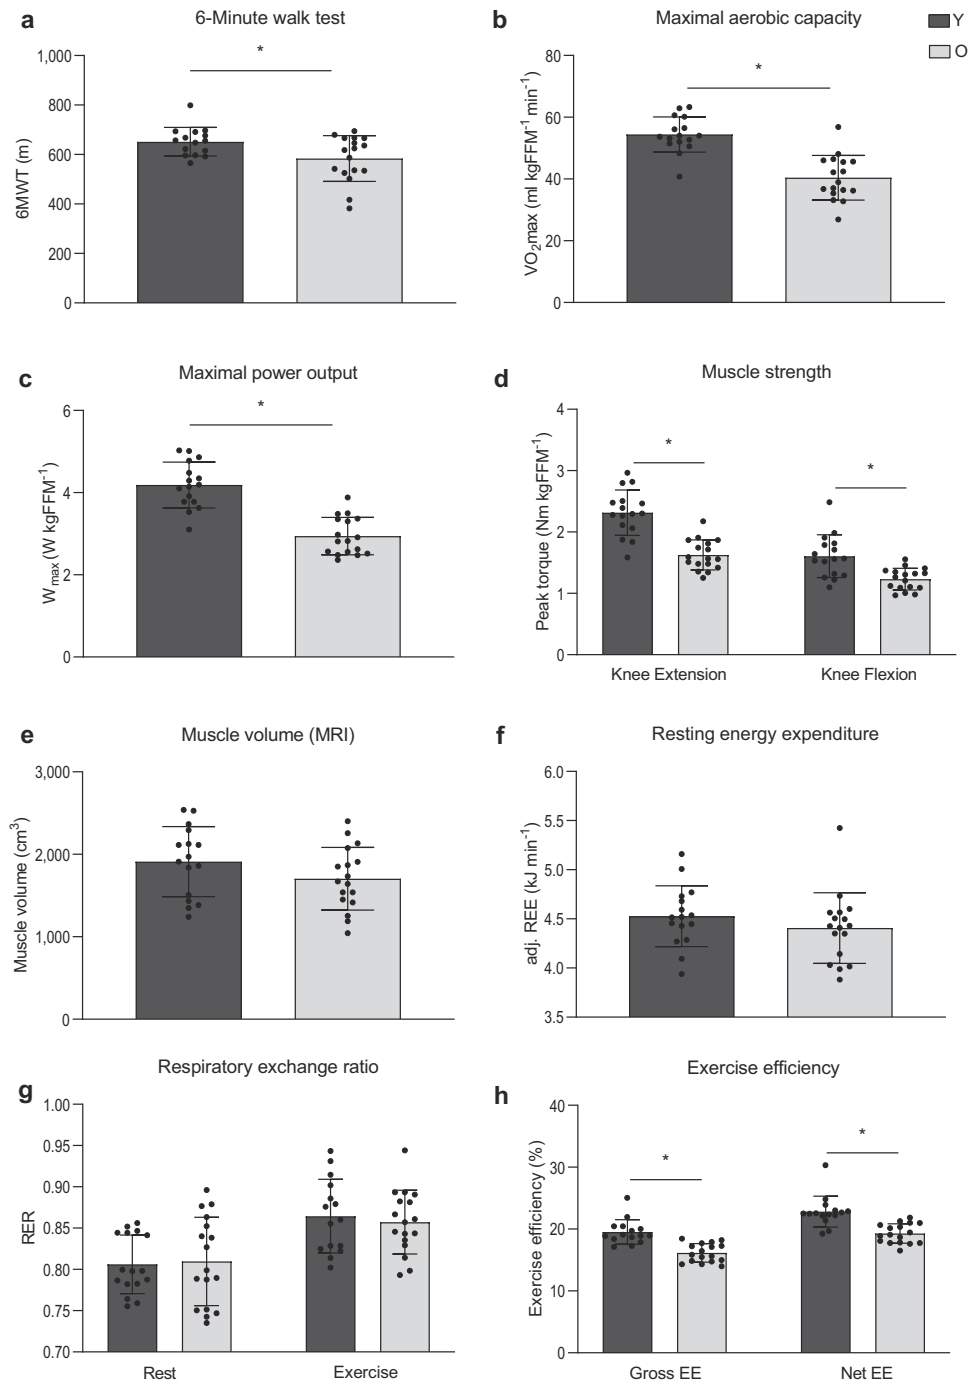 a
6-Minute walk test
1,000
800
600
400
200
0
6MWT (m)
*
b
Maximal aerobic capacity
80
60
40
20
0
VO₂max (ml kgFFM⁻¹ min⁻¹)
*
Y
O
c
Maximal power output
6
4
2
0
Wmax (W kgFFM⁻¹)
*
d
Muscle strength
4
3
2
1
0
Peak torque (Nm kgFFM⁻¹)
*
*
Knee Extension
Knee Flexion
e
Muscle volume (MRI)
3,000
2,000
1,000
0
Muscle volume (cm³)
f
Resting energy expenditure
6.0
5.5
5.0
4.5
4.0
3.5
adj. REE (kJ min⁻¹)
g
Respiratory exchange ratio
1.00
0.95
0.90
0.85
0.80
0.75
0.70
RER
Rest
Exercise
h
Exercise efficiency
40
30
20
10
0
Exercise efficiency (%)
*
*
Gross EE
Net EE